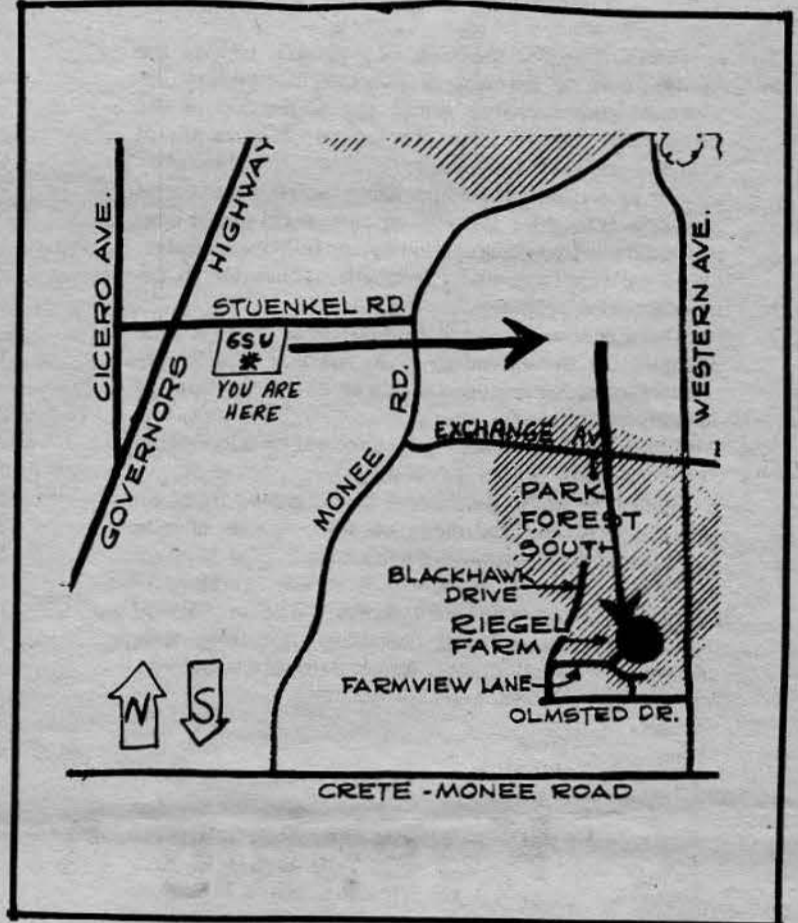 CICERO AVE.
HIGHWAY
GOVERNORS
STUENKEL RD.
GSU
YOU ARE
HERE
MONEE
RD.
WESTERN AVE.
EXCHANGE AV
PARK
FOREST
SOUTH
BLACKHAWK
DRIVE
RIEGEL
FARM
FARMVIEW LANE
OLMSTED DR.
N
S
CRETE - MONEE ROAD